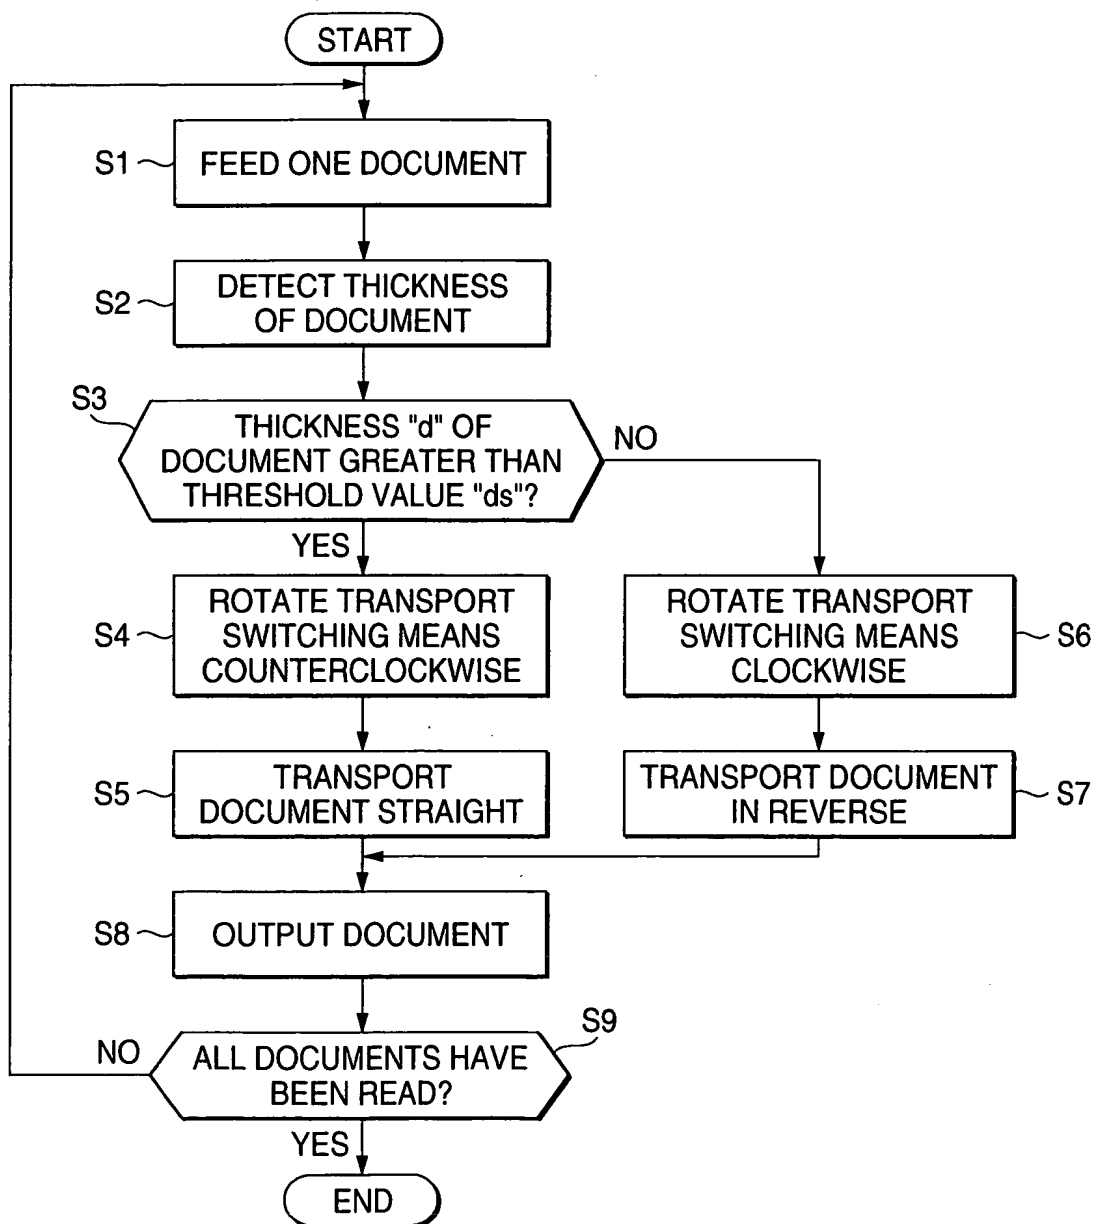 START
S1
FEED ONE DOCUMENT
S2
DETECT THICKNESS
OF DOCUMENT
S3
THICKNESS "d" OF
DOCUMENT GREATER THAN
THRESHOLD VALUE "ds"?
NO
YES
S4
ROTATE TRANSPORT
SWITCHING MEANS
COUNTERCLOCKWISE
ROTATE TRANSPORT
SWITCHING MEANS
CLOCKWISE
S6
S5
TRANSPORT
DOCUMENT STRAIGHT
TRANSPORT DOCUMENT
IN REVERSE
S7
S8
OUTPUT DOCUMENT
S9
NO
ALL DOCUMENTS HAVE
BEEN READ?
YES
END